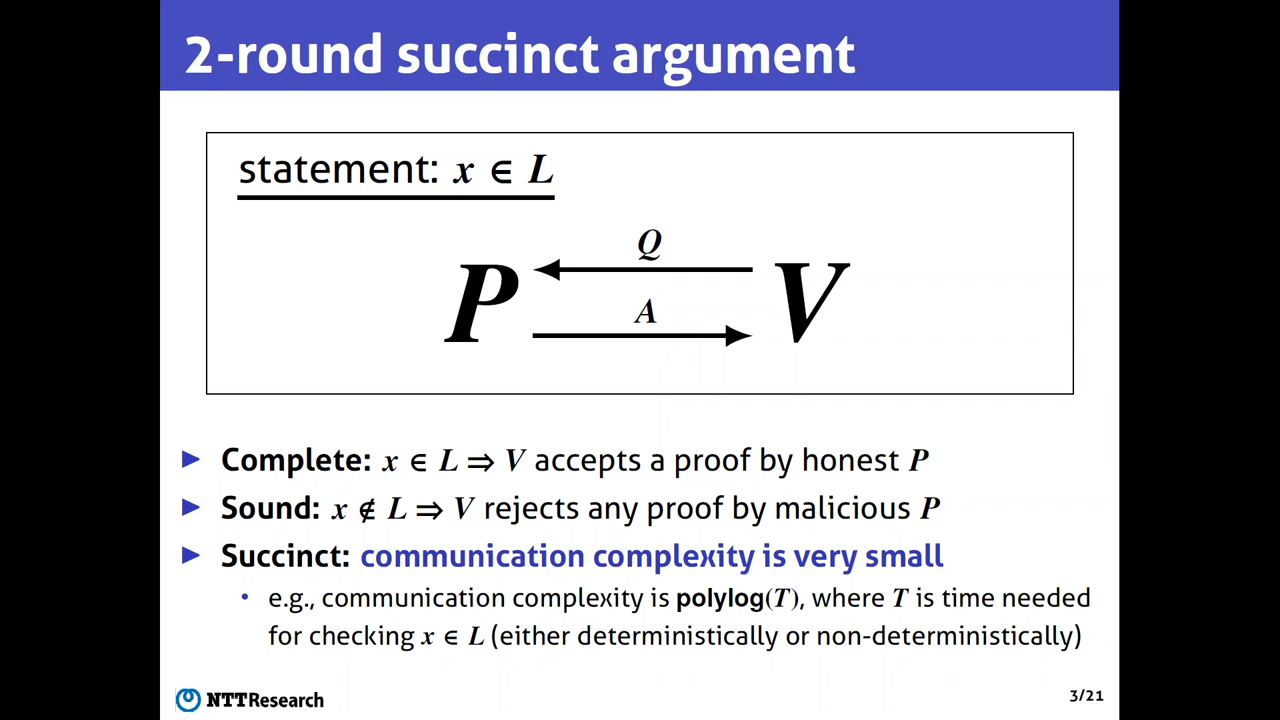 2-round succinct argument
statement: x ∈ L
Q
P V
A
▶ Complete: x ∈ L ⇒ V accepts a proof by honest P
▶ Sound: x ∉ L ⇒ V rejects any proof by malicious P
▶ Succinct: communication complexity is very small
• e.g., communication complexity is polylog(T), where T is time needed
for checking x ∈ L (either deterministically or non-deterministically)
NTTResearch
3/21